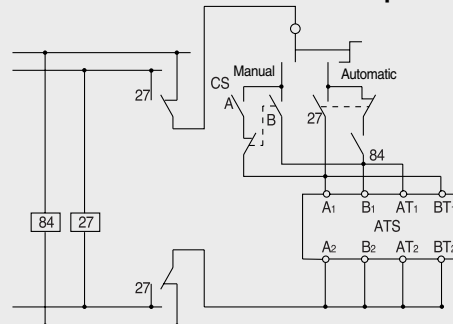 Manual
Automatic
CS
27
A
B
27
84
A1 B1 AT1 BT1
ATS
84 27
A2 B2 AT2 BT2
27